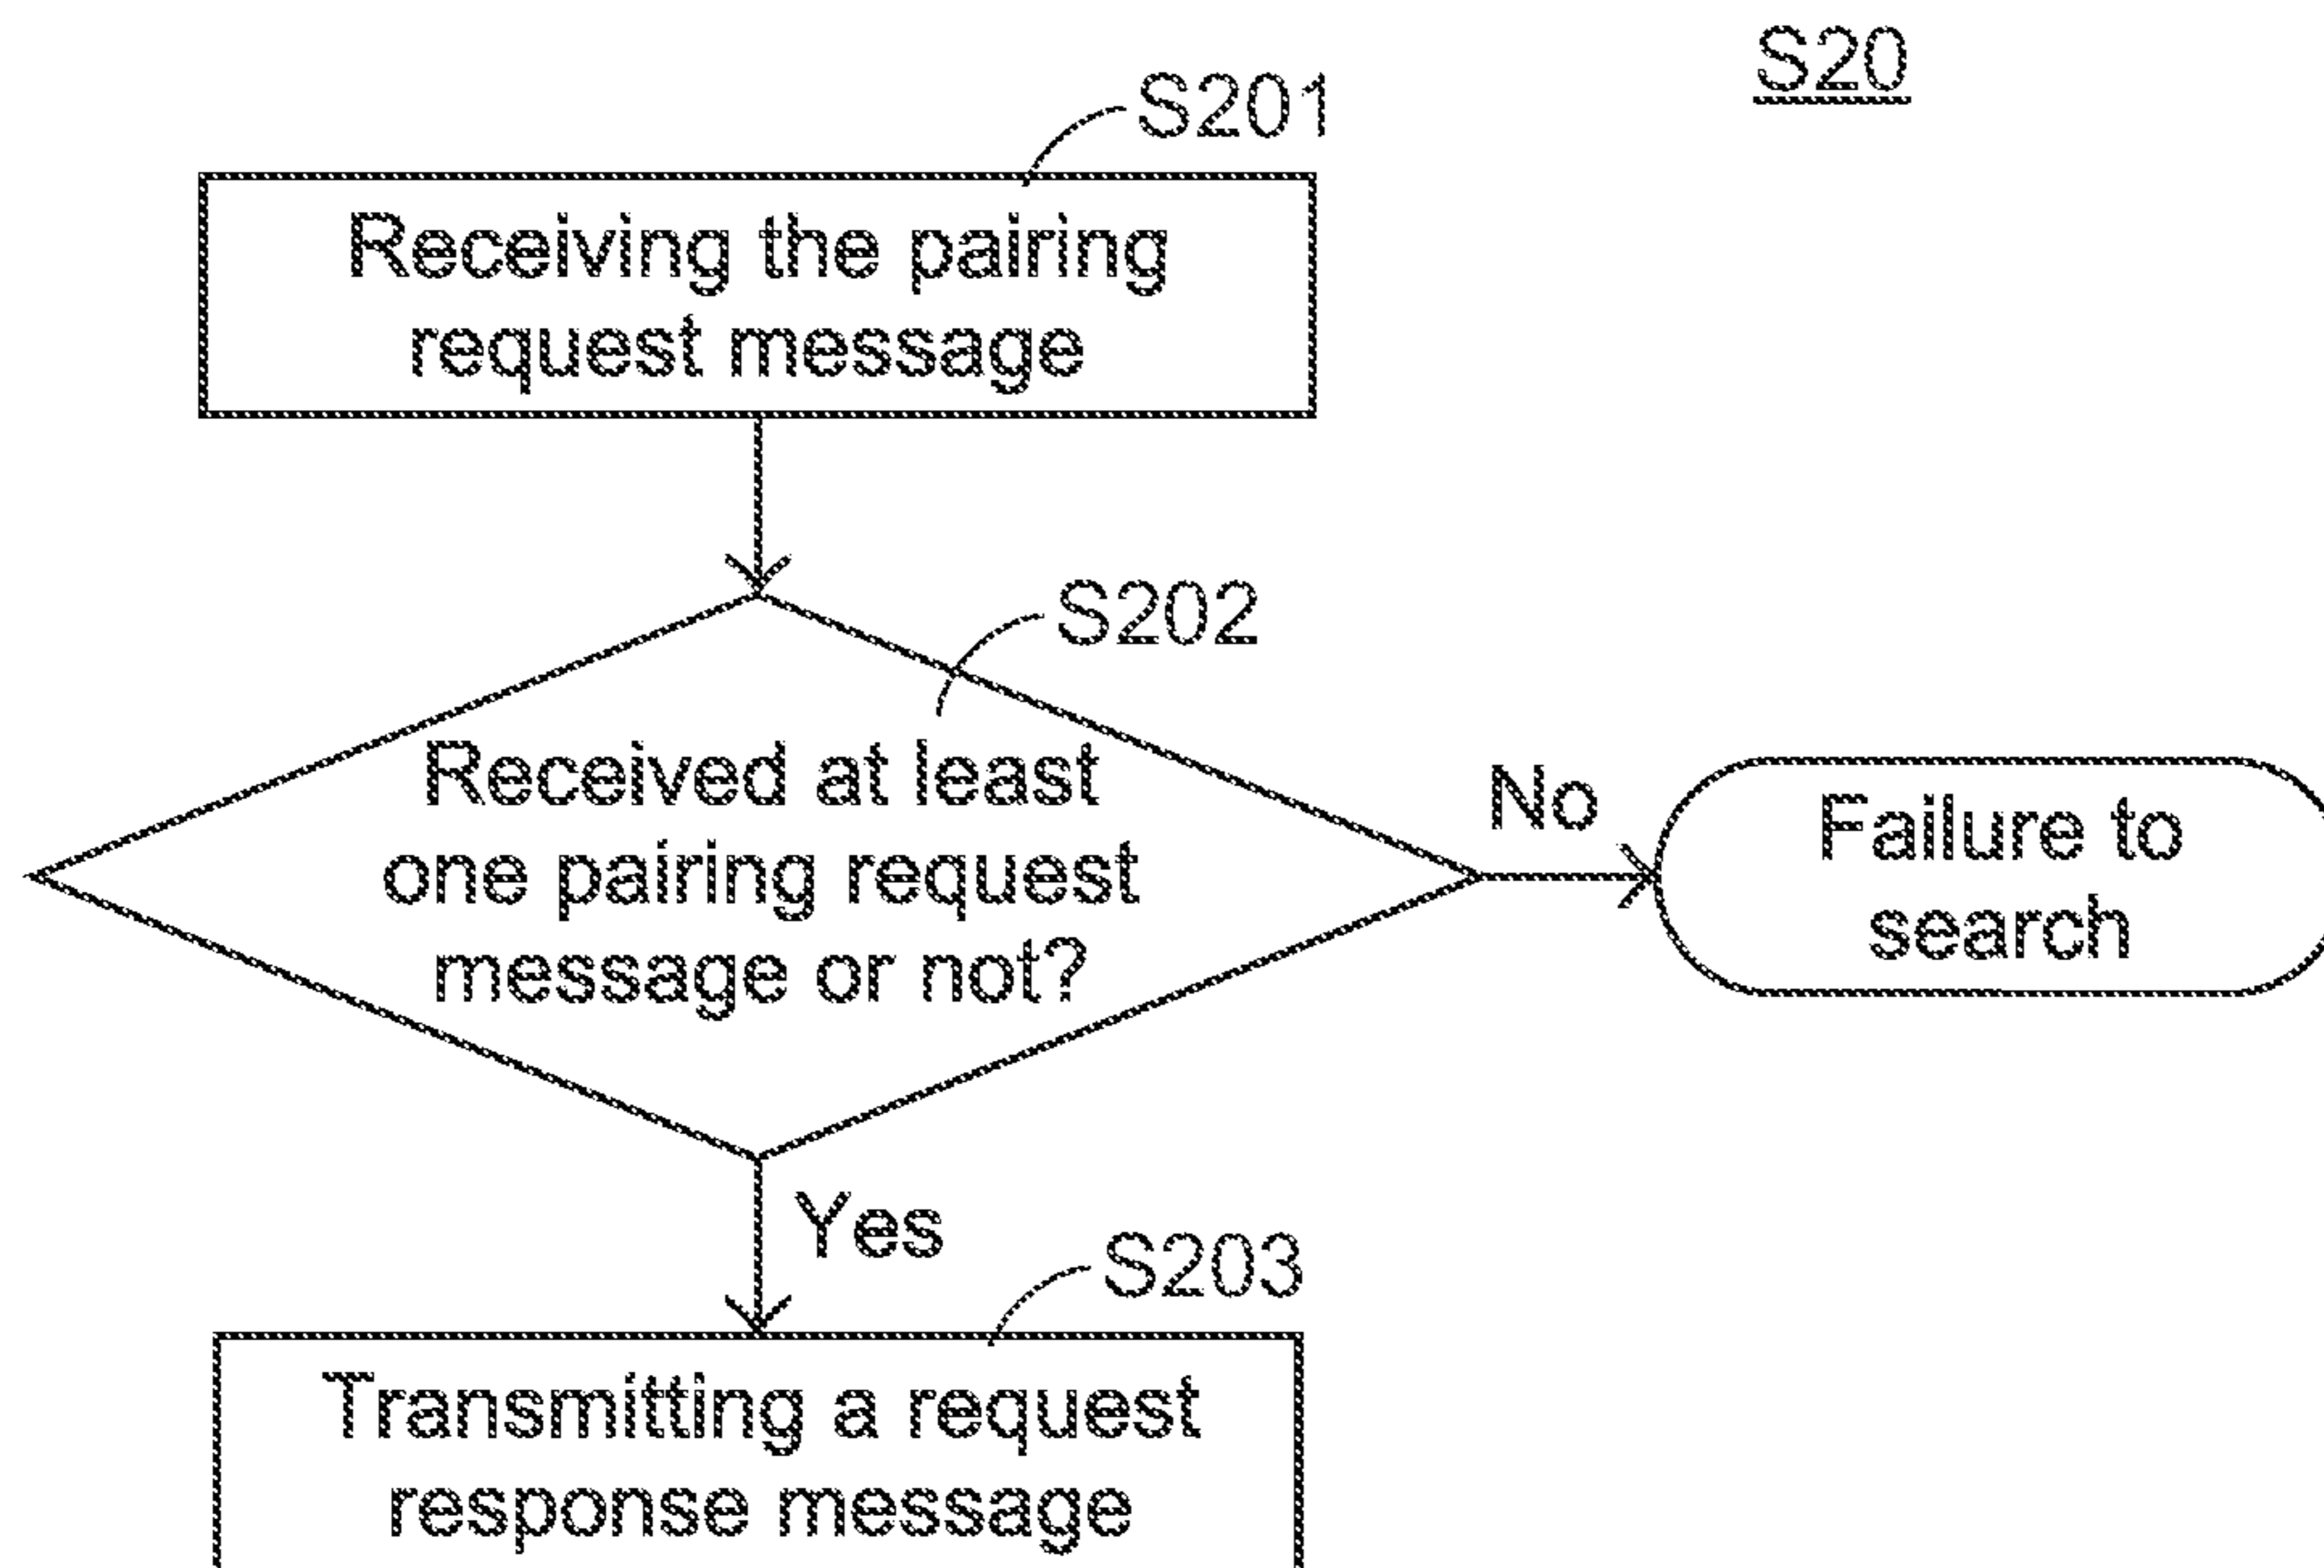 S20
S201
Receiving the pairing
request message
S202
Received at least
one pairing request
message or not?
No
Failure to
search
Yes
S203
Transmitting a request
response message